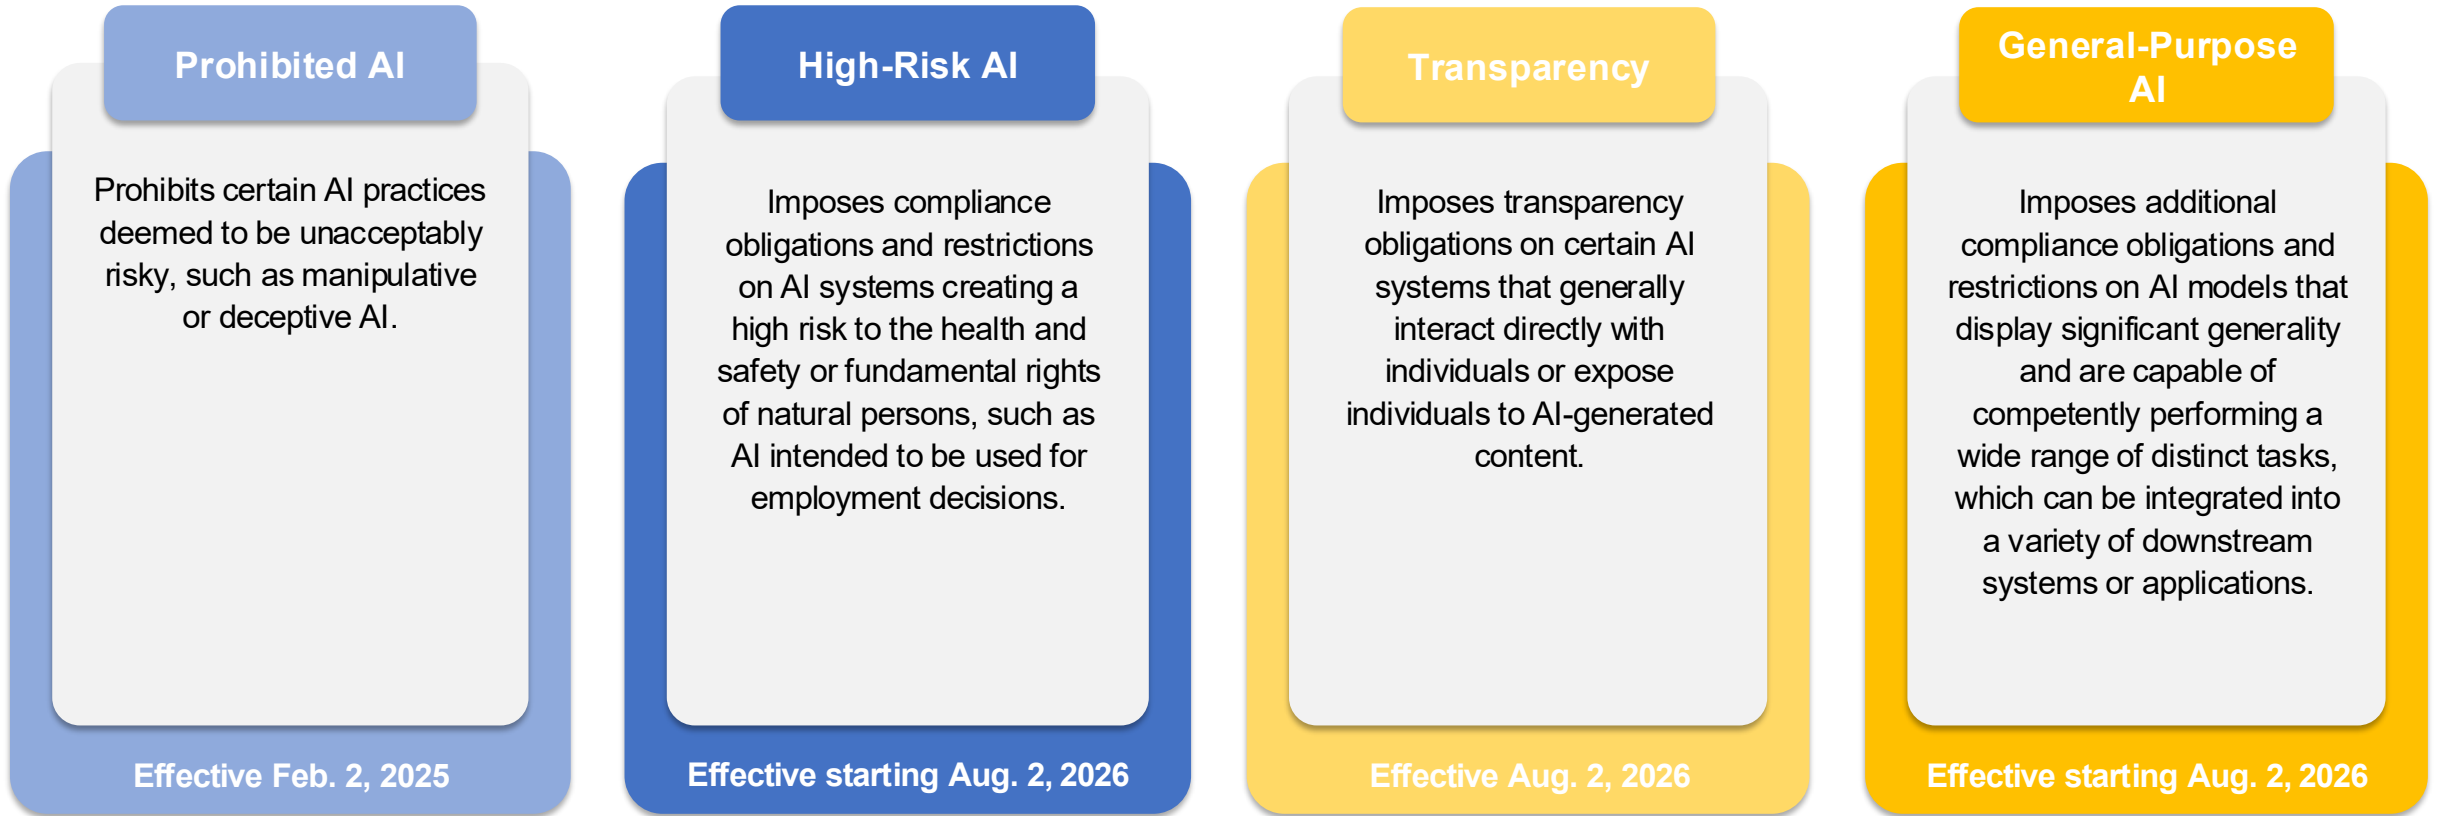 Prohibited AI
Prohibits certain AI practices
deemed to be unacceptably
risky, such as manipulative
or deceptive AI.
Effective Feb. 2, 2025
High-Risk AI
Imposes compliance
obligations and restrictions
on AI systems creating a
high risk to the health and
safety or fundamental rights
of natural persons, such as
AI intended to be used for
employment decisions.
Effective starting Aug. 2, 2026
Transparency
Imposes transparency
obligations on certain AI
systems that generally
interact directly with
individuals or expose
individuals to AI-generated
content.
Effective Aug. 2, 2026
General-Purpose
AI
Imposes additional
compliance obligations and
restrictions on AI models that
display significant generality
and are capable of
competently performing a
wide range of distinct tasks,
which can be integrated into
a variety of downstream
systems or applications.
Effective starting Aug. 2, 2026